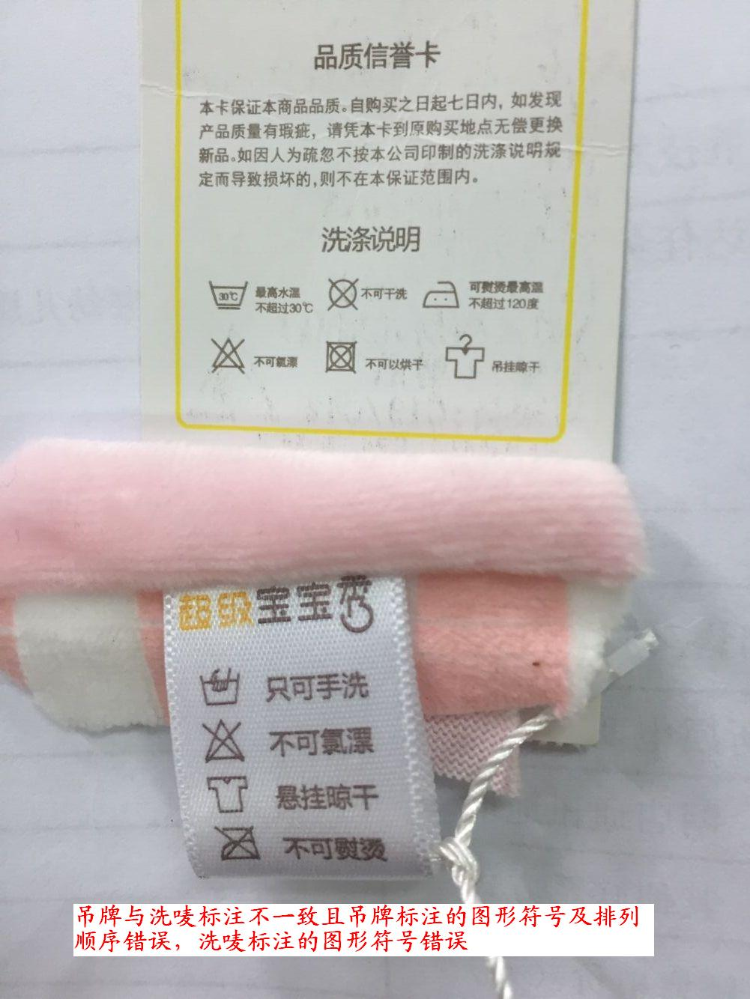 品质信誉卡
本卡保证本商品品质。自购买之日起七日内，如发现
产品质量有瑕疵，请凭本卡到原购买地点无偿更换
新品。如因人为疏忽不按本公司印制的洗涤说明规
定而导致损坏的，则不在本保证范围内。
洗涤说明
30℃
最高水温
不超过30℃
不可干洗
可熨烫最高温
不超过120度
不可氯漂
不可以烘干
吊挂晾干
超级宝宝秀
只可手洗
不可氯漂
悬挂晾干
不可熨烫
吊牌与洗唛标注不一致且吊牌标注的图形符号及排列
顺序错误，洗唛标注的图形符号错误